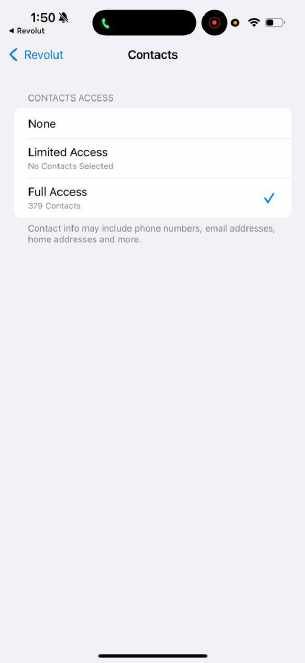 1:50
Revolut
Revolut
Contacts
CONTACTS ACCESS
None
Limited Access
No Contacts Selected
Full Access
379 Contacts
Contact info may include phone numbers, email addresses,
home addresses and more.